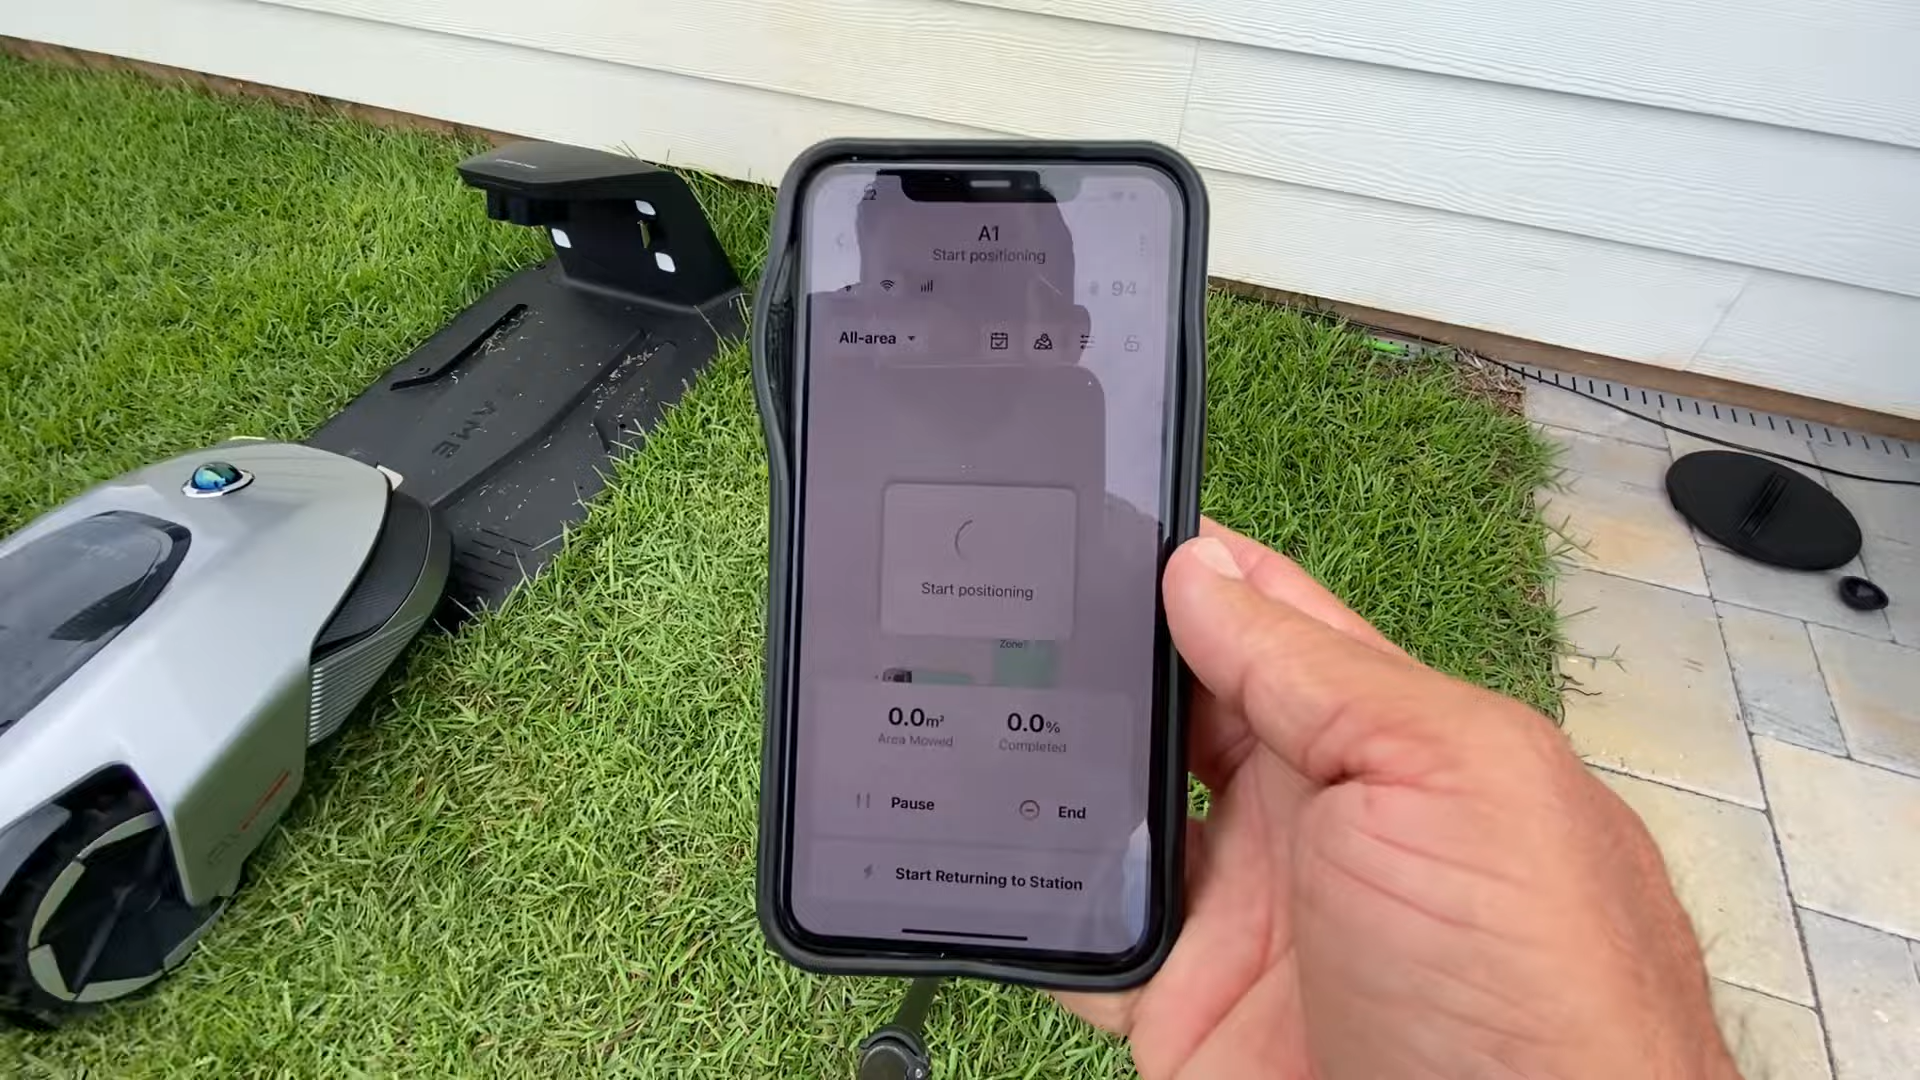 A1
Start positioning
94
All-area
Start positioning
Zone
0.0m²
0.0%
Area Mowed
Completed
Pause
End
Start Returning to Station